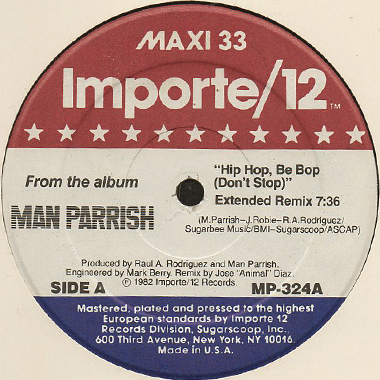 MAXI 33
Importe/12™
From the album
MAN PARRISH
"Hip Hop, Be Bop
(Don't Stop)"
Extended Remix 7:36
(M.Parrish–J.Robie–R.A.Rodriguez/
Sugarbee Music/BMI–Sugarscoop/ASCAP)
Produced by Raul A. Rodriguez and Man Parrish.
Engineered by Mark Berry. Remix by Jose "Animal" Diaz.
℗ 1982 Importe/12 Records.
SIDE A
MP-324A
Mastered, plated and pressed to the highest
European standards by Importe 12
Records Division, Sugarscoop, Inc.,
600 Third Avenue, New York, NY 10016.
Made in U.S.A.